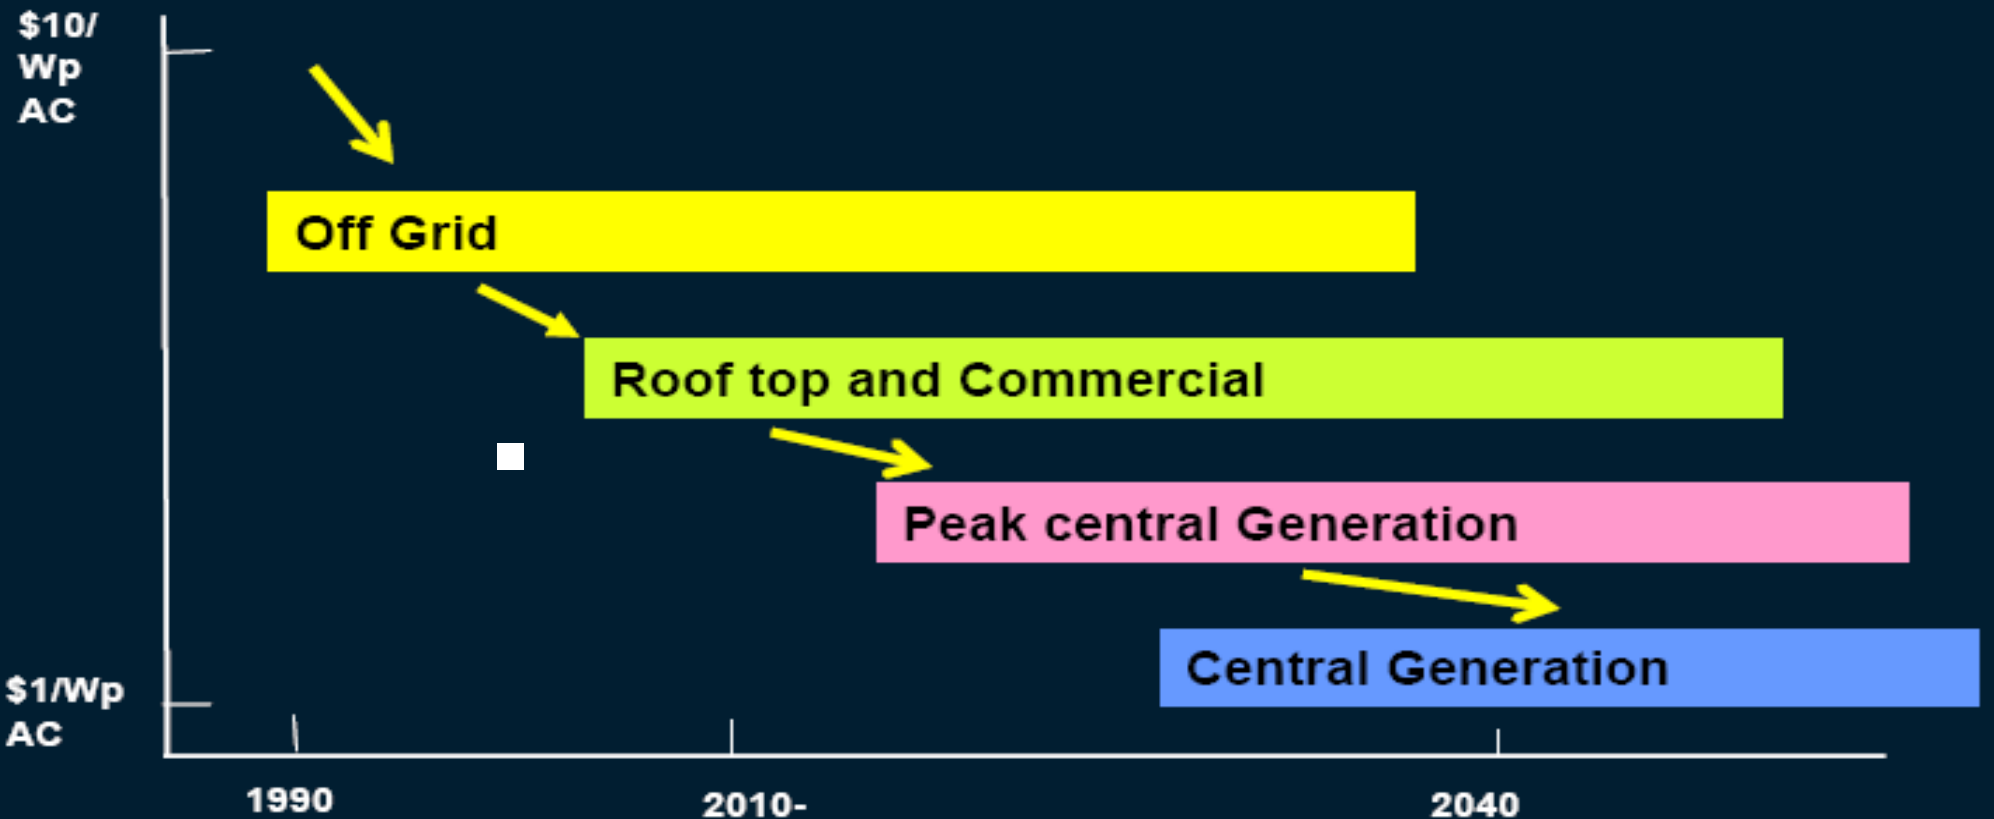 $10/
Wp
AC
Off Grid
Roof top and Commercial
Peak central Generation
Central Generation
$1/Wp
AC
1990
2010-
2040